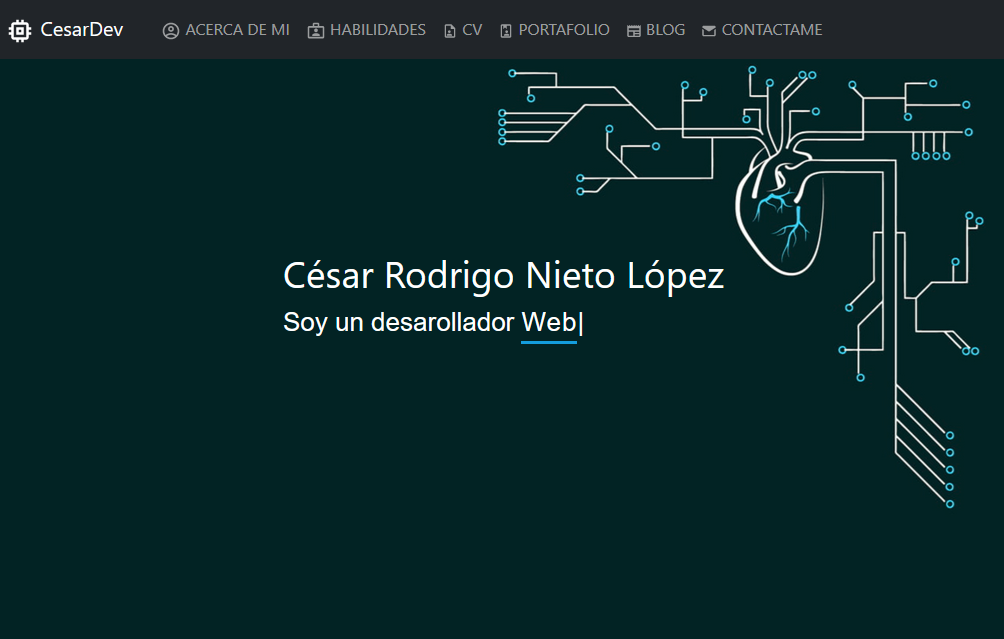 CesarDev ACERCA DE MI HABILIDADES CV PORTAFOLIO BLOG CONTACTAME
César Rodrigo Nieto López
Soy un desarollador Web|